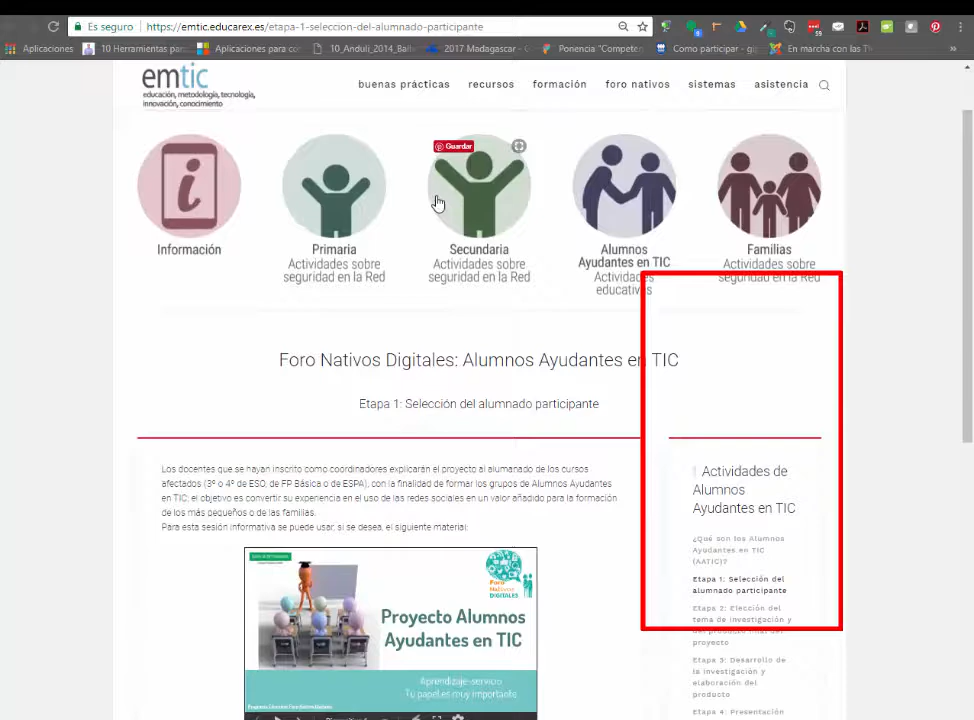 Es seguro
https://emtic.educarex.es/etapa-1-seleccion-del-alumnado-participante
59
Aplicaciones
10 Herramientas par
Aplicaciones para co
10_Anduli_2014_Bail
2017 Madagascar -
Ponencia "Competen
Como participar - g
En marcha con las T
»
emtic
educación, metodología, tecnología,
innovación, conocimiento
buenas prácticas
recursos
formación
foro nativos
sistemas
asistencia
Guardar
Información
Primaria
Actividades sobre
seguridad en la Red
Secundaria
Actividades sobre
seguridad en la Red
Alumnos
Ayudantes en TIC
Actividades
educativas
Familias
Actividades sobre
seguridad en la Red
Foro Nativos Digitales: Alumnos Ayudantes en TIC
Etapa 1: Selección del alumnado participante
Los docentes que se hayan inscrito como coordinadores explicarán el proyecto al alumanado de los cursos
afectados (3º o 4º de ESO, de FP Básica o de ESPA), con la finalidad de formar los grupos de Alumnos Ayudantes
en TIC; el objetivo es convertir su experiencia en el uso de las redes sociales en un valor añadido para la formación
de los más pequeños o de las familias.
Para esta sesión informativa se puede usar, si se desea, el siguiente material:
Foro
Nativos
DIGITALES
Proyecto Alumnos
Ayudantes en TIC
Aprendizaje-servicio
Tu papel es muy importante
Actividades de
Alumnos
Ayudantes en TIC
¿Qué son los Alumnos
Ayudantes en TIC
(AATIC)?
Etapa 1: Selección del
alumnado participante
Etapa 2: Elección del
tema de investigación y
del producto final del
proyecto
Etapa 3: Desarrollo de
la investigación y
elaboración del
producto
Etapa 4: Presentación